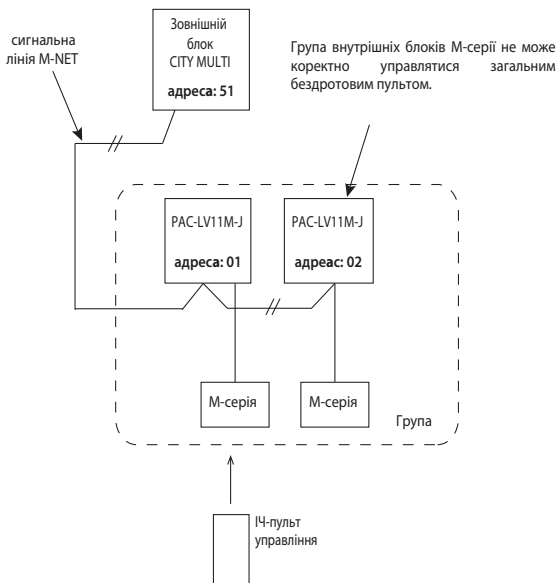 сигнальна
лінія M-NET
Зовнішній
блок
CITY MULTI
адреса: 51
Група внутрішніх блоків М-серії не може
коректно управлятися загальним
бездротовим пультом.
PAC-LV11M-J
адреса: 01
PAC-LV11M-J
адреас: 02
М-серія
М-серія
Група
ІЧ-пульт
управління